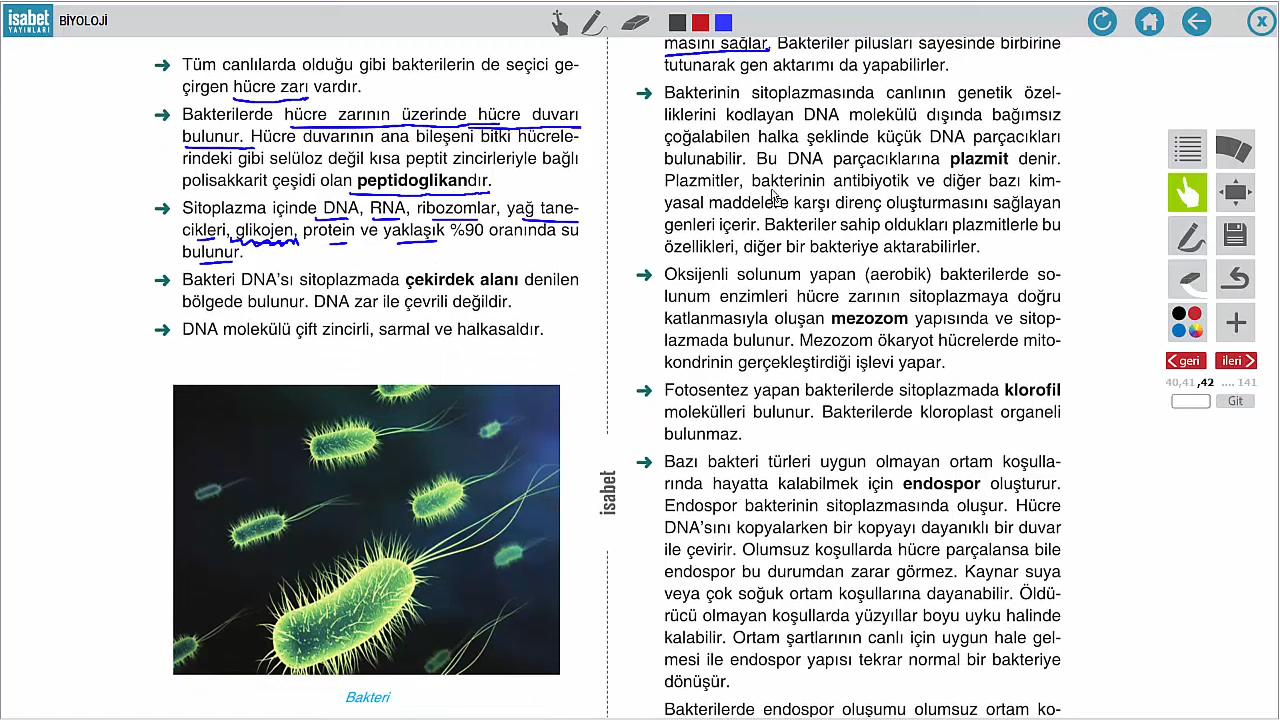 isabet
YAYINLARI
BİYOLOJİ
Tüm canlılarda olduğu gibi bakterilerin de seçici ge-
çirgen hücre zarı vardır.
Bakterilerde hücre zarının üzerinde hücre duvarı
bulunur. Hücre duvarının ana bileşeni bitki hücrele-
rindeki gibi selüloz değil kısa peptit zincirleriyle bağlı
polisakkarit çeşidi olan peptidoglikandır.
Sitoplazma içinde DNA, RNA, ribozomlar, yağ tane-
cikleri, glikojen, protein ve yaklaşık %90 oranında su
bulunur.
Bakteri DNA'sı sitoplazmada çekirdek alanı denilen
bölgede bulunur. DNA zar ile çevrili değildir.
DNA molekülü çift zincirli, sarmal ve halkasaldır.
Bakteri
isabet
masını sağlar. Bakteriler pilusları sayesinde birbirine
tutunarak gen aktarımı da yapabilirler.
Bakterinin sitoplazmasında canlının genetik özel-
liklerini kodlayan DNA molekülü dışında bağımsız
çoğalabilen halka şeklinde küçük DNA parçacıkları
bulunabilir. Bu DNA parçacıklarına plazmit denir.
Plazmitler, bakterinin antibiyotik ve diğer bazı kim-
yasal maddelere karşı direnç oluşturmasını sağlayan
genleri içerir. Bakteriler sahip oldukları plazmitlerle bu
özellikleri, diğer bir bakteriye aktarabilirler.
Oksijenli solunum yapan (aerobik) bakterilerde so-
lunum enzimleri hücre zarının sitoplazmaya doğru
katlanmasıyla oluşan mezozom yapısında ve sitop-
lazmada bulunur. Mezozom ökaryot hücrelerde mito-
kondrinin gerçekleştirdiği işlevi yapar.
Fotosentez yapan bakterilerde sitoplazmada klorofil
molekülleri bulunur. Bakterilerde kloroplast organeli
bulunmaz.
Bazı bakteri türleri uygun olmayan ortam koşulla-
rında hayatta kalabilmek için endospor oluşturur.
Endospor bakterinin sitoplazmasında oluşur. Hücre
DNA'sını kopyalarken bir kopyayı dayanıklı bir duvar
ile çevirir. Olumsuz koşullarda hücre parçalansa bile
endospor bu durumdan zarar görmez. Kaynar suya
veya çok soğuk ortam koşullarına dayanabilir. Öldü-
rücü olmayan koşullarda yüzyıllar boyu uyku halinde
kalabilir. Ortam şartlarının canlı için uygun hale gel-
mesi ile endospor yapısı tekrar normal bir bakteriye
dönüşür.
Bakterilerde endospor oluşumu olumsuz ortam ko-
geri ileri
40,41,42 .... 141
Git